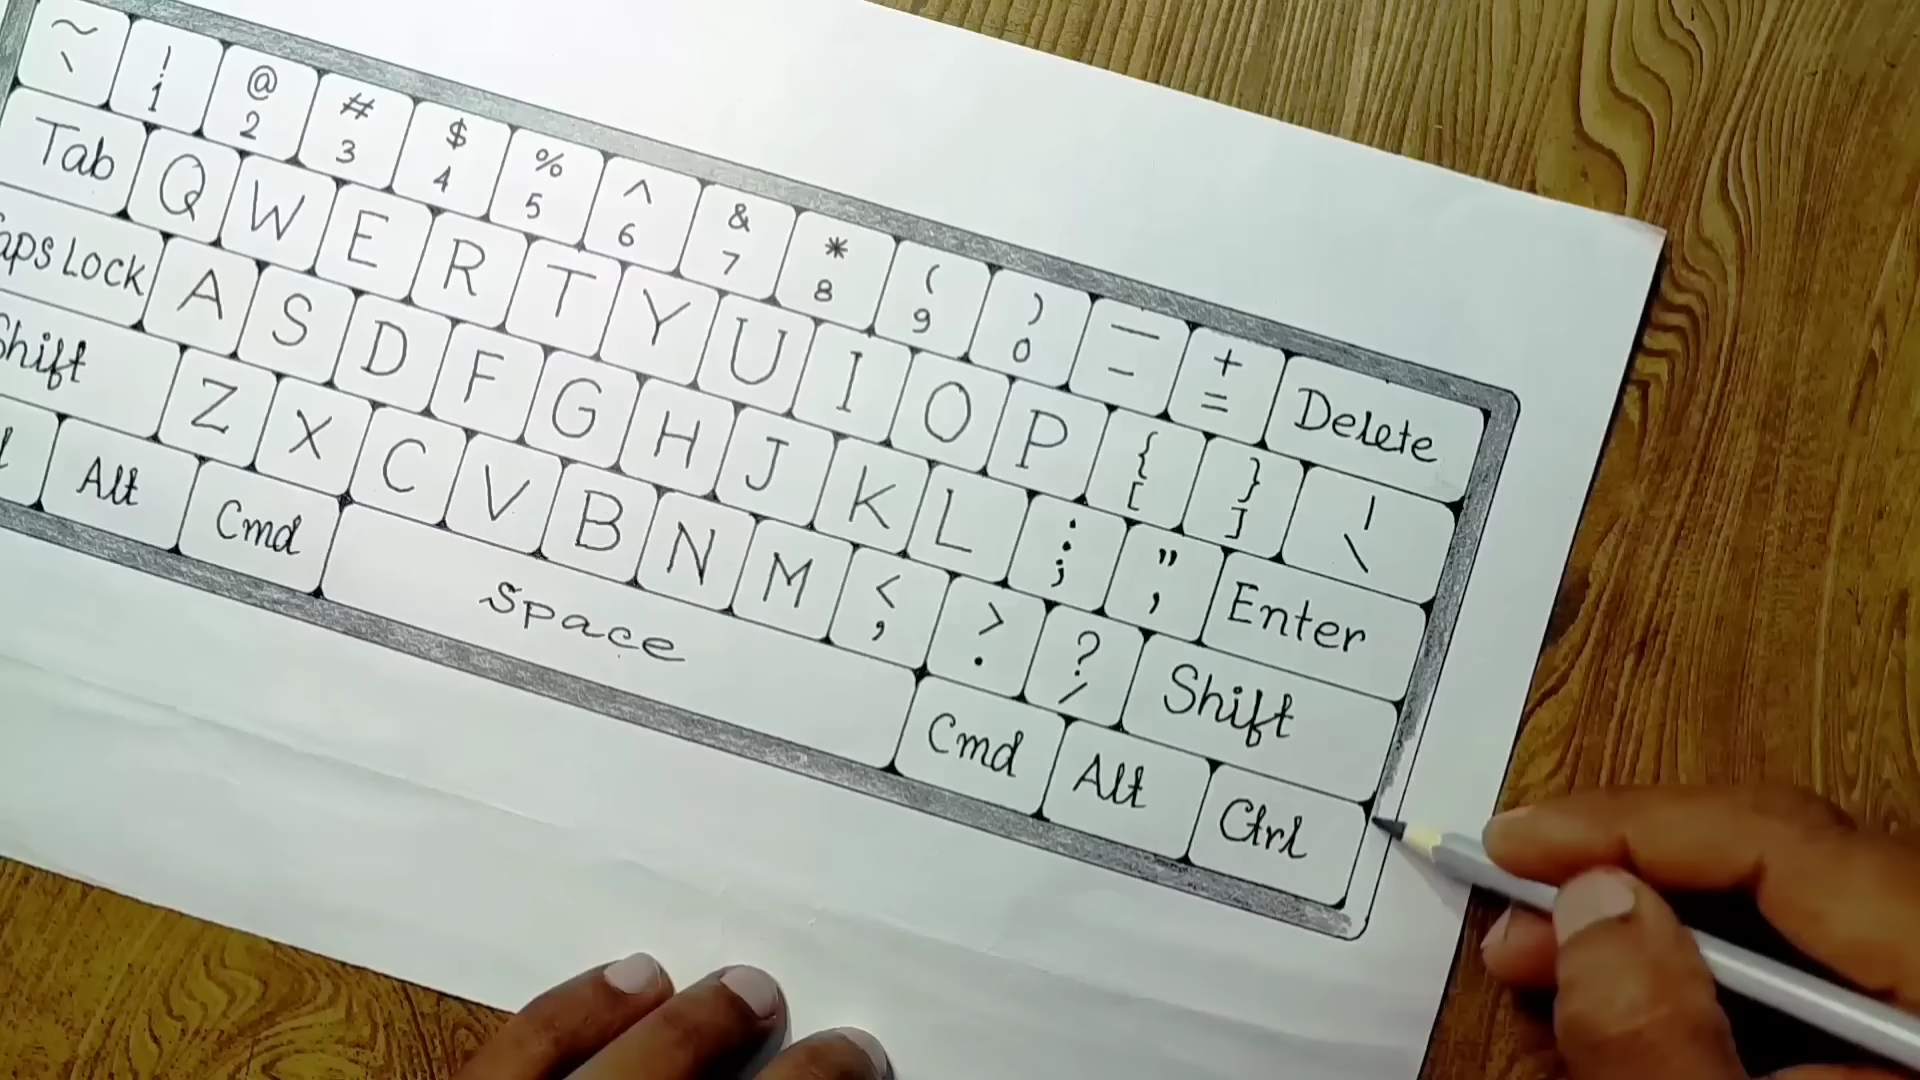 ~ ! @ # $ % ^ & * ( ) — +
` 1 2 3 4 5 6 7 8 9 0 - = Delete
Tab Q W E R T Y U I O P { [ } ] | \
aps Lock A S D F G H J K L : ; " , Enter
Shift Z X C V B N M < , > . ? / Shift
l Alt Cmd Space Cmd Alt Ctrl